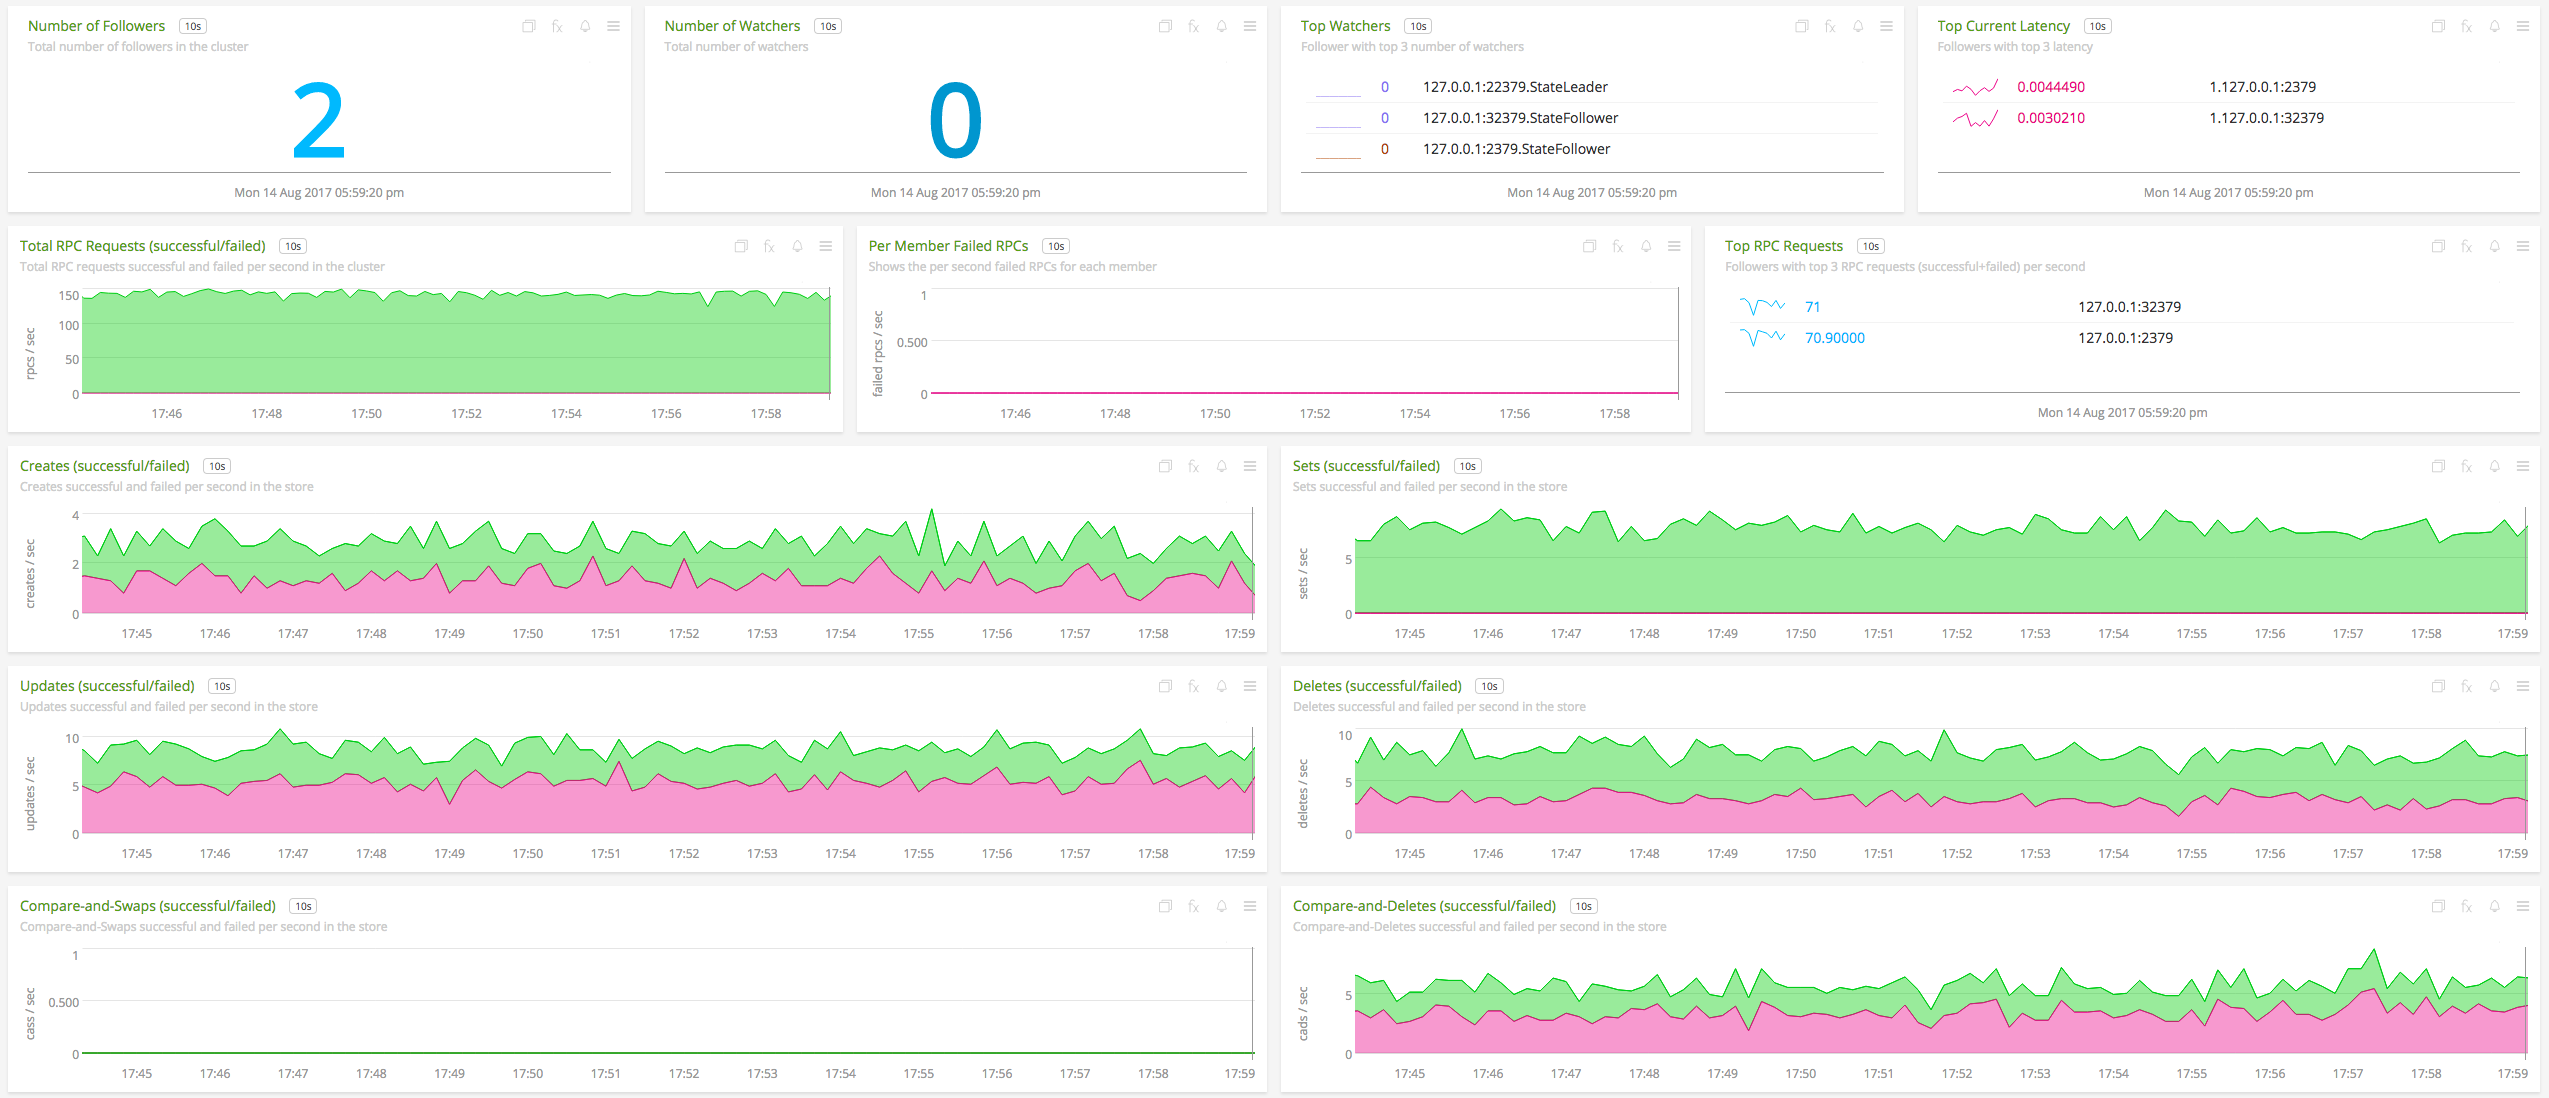 Number of Followers 10s
Total number of followers in the cluster
2
Mon 14 Aug 2017 05:59:20 pm
Number of Watchers 10s
Total number of watchers
0
Mon 14 Aug 2017 05:59:20 pm
Top Watchers 10s
Follower with top 3 number of watchers
0 127.0.0.1:22379.StateLeader
0 127.0.0.1:32379.StateFollower
0 127.0.0.1:2379.StateFollower
Mon 14 Aug 2017 05:59:20 pm
Top Current Latency 10s
Followers with top 3 latency
0.0044490 1.127.0.0.1:2379
0.0030210 1.127.0.0.1:32379
Mon 14 Aug 2017 05:59:20 pm
Total RPC Requests (successful/failed) 10s
Total RPC requests successful and failed per second in the cluster
rpcs / sec
150
100
50
0
17:46 17:48 17:50 17:52 17:54 17:56 17:58
Per Member Failed RPCs 10s
Shows the per second failed RPCs for each member
failed rpcs / sec
1
0.500
0
17:46 17:48 17:50 17:52 17:54 17:56 17:58
Top RPC Requests 10s
Followers with top 3 RPC requests (successful+failed) per second
71 127.0.0.1:32379
70.90000 127.0.0.1:2379
Mon 14 Aug 2017 05:59:20 pm
Creates (successful/failed) 10s
Creates successful and failed per second in the store
creates / sec
4
2
0
17:45 17:46 17:47 17:48 17:49 17:50 17:51 17:52 17:53 17:54 17:55 17:56 17:57 17:58 17:59
Sets (successful/failed) 10s
Sets successful and failed per second in the store
sets / sec
5
0
17:45 17:46 17:47 17:48 17:49 17:50 17:51 17:52 17:53 17:54 17:55 17:56 17:57 17:58 17:59
Updates (successful/failed) 10s
Updates successful and failed per second in the store
updates / sec
10
5
0
17:45 17:46 17:47 17:48 17:49 17:50 17:51 17:52 17:53 17:54 17:55 17:56 17:57 17:58 17:59
Deletes (successful/failed) 10s
Deletes successful and failed per second in the store
deletes / sec
10
5
0
17:45 17:46 17:47 17:48 17:49 17:50 17:51 17:52 17:53 17:54 17:55 17:56 17:57 17:58 17:59
Compare-and-Swaps (successful/failed) 10s
Compare-and-Swaps successful and failed per second in the store
cass / sec
1
0.500
0
17:45 17:46 17:47 17:48 17:49 17:50 17:51 17:52 17:53 17:54 17:55 17:56 17:57 17:58 17:59
Compare-and-Deletes (successful/failed) 10s
Compare-and-Deletes successful and failed per second in the store
cads / sec
5
0
17:45 17:46 17:47 17:48 17:49 17:50 17:51 17:52 17:53 17:54 17:55 17:56 17:57 17:58 17:59